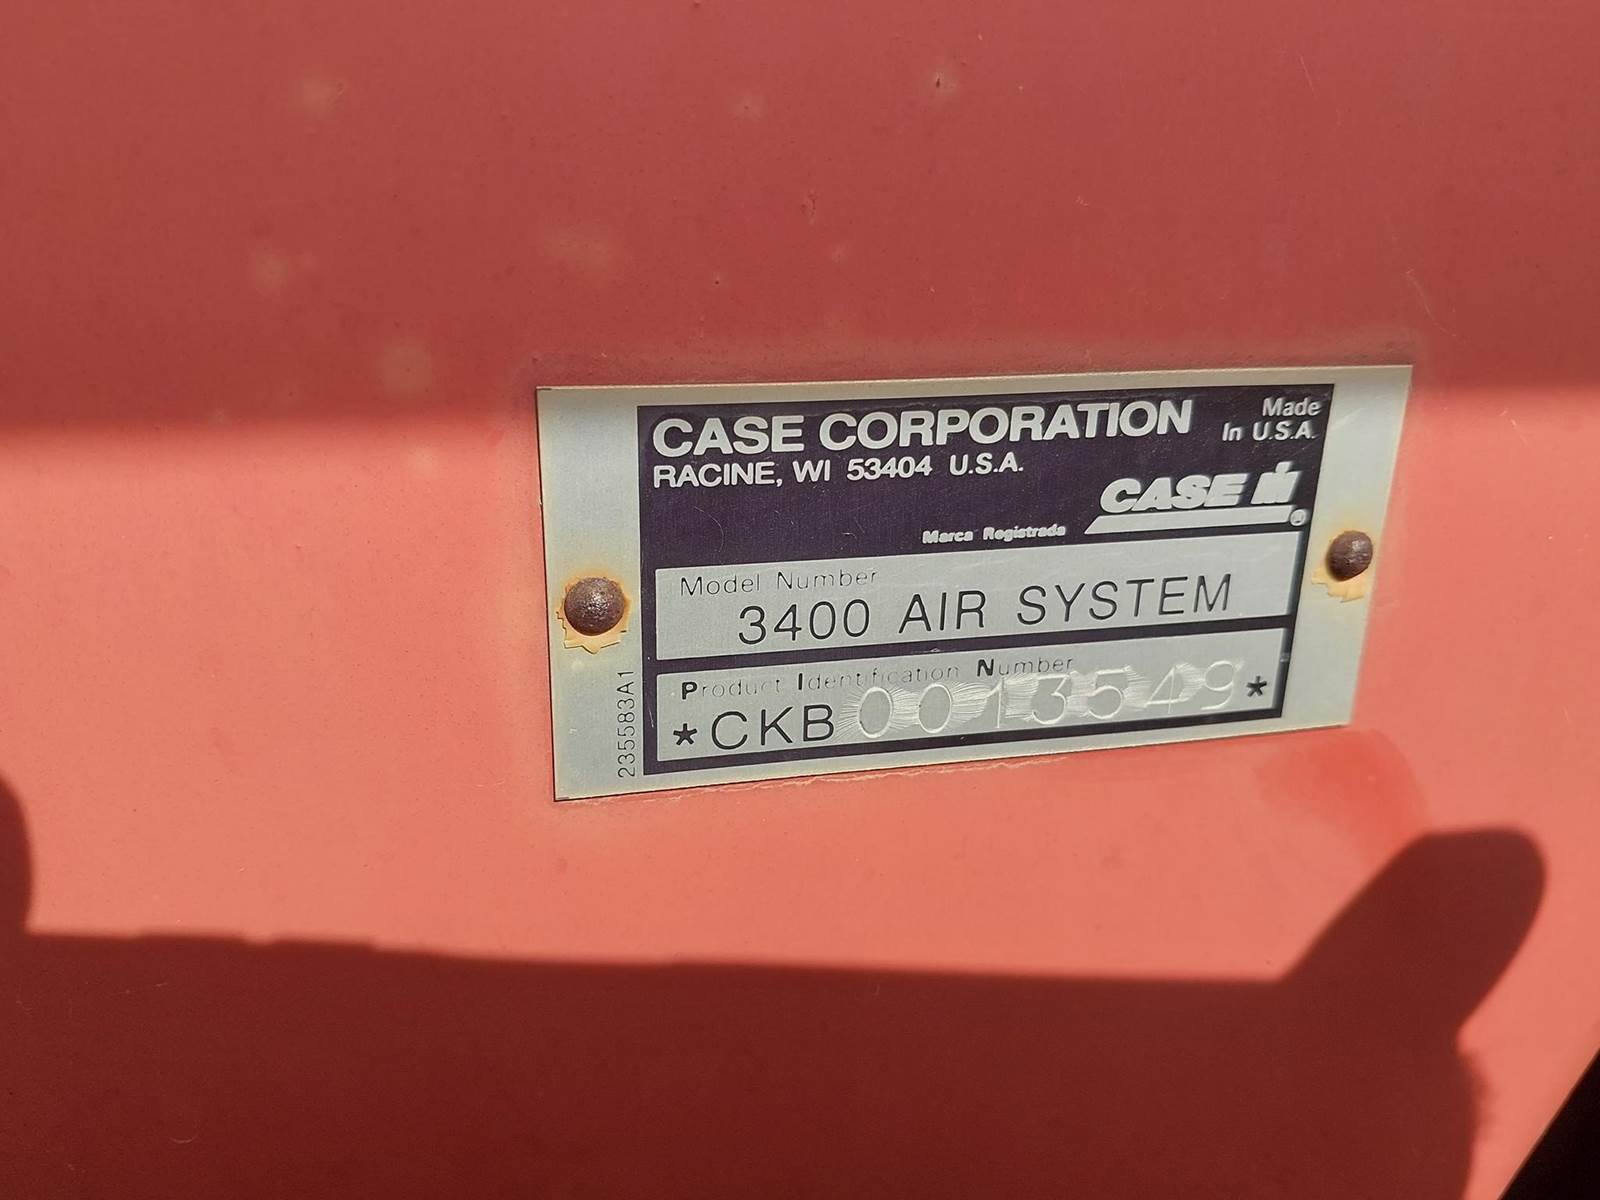 CASE CORPORATION
Made
In U.S.A.
RACINE, WI 53404 U.S.A.
CASE IH
®
Marca Registrada
Model Number
3400 AIR SYSTEM
Product Identification Number
*CKB0013549*
235583A1